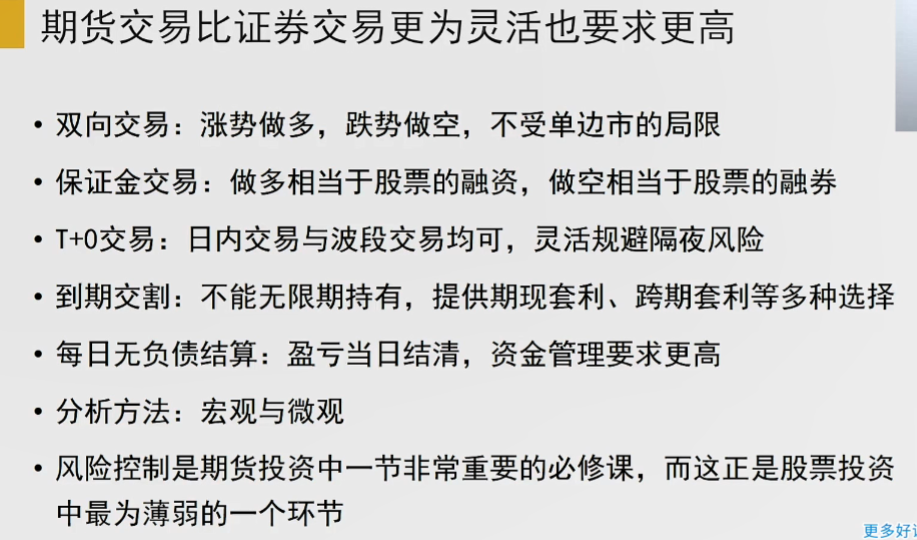 期货交易比证券交易更为灵活也要求更高
• 双向交易：涨势做多，跌势做空，不受单边市的局限
• 保证金交易：做多相当于股票的融资，做空相当于股票的融券
• T+0交易：日内交易与波段交易均可，灵活规避隔夜风险
• 到期交割：不能无限期持有，提供期现套利、跨期套利等多种选择
• 每日无负债结算：盈亏当日结清，资金管理要求更高
• 分析方法：宏观与微观
• 风险控制是期货投资中一节非常重要的必修课，而这正是股票投资
中最为薄弱的一个环节
更多好